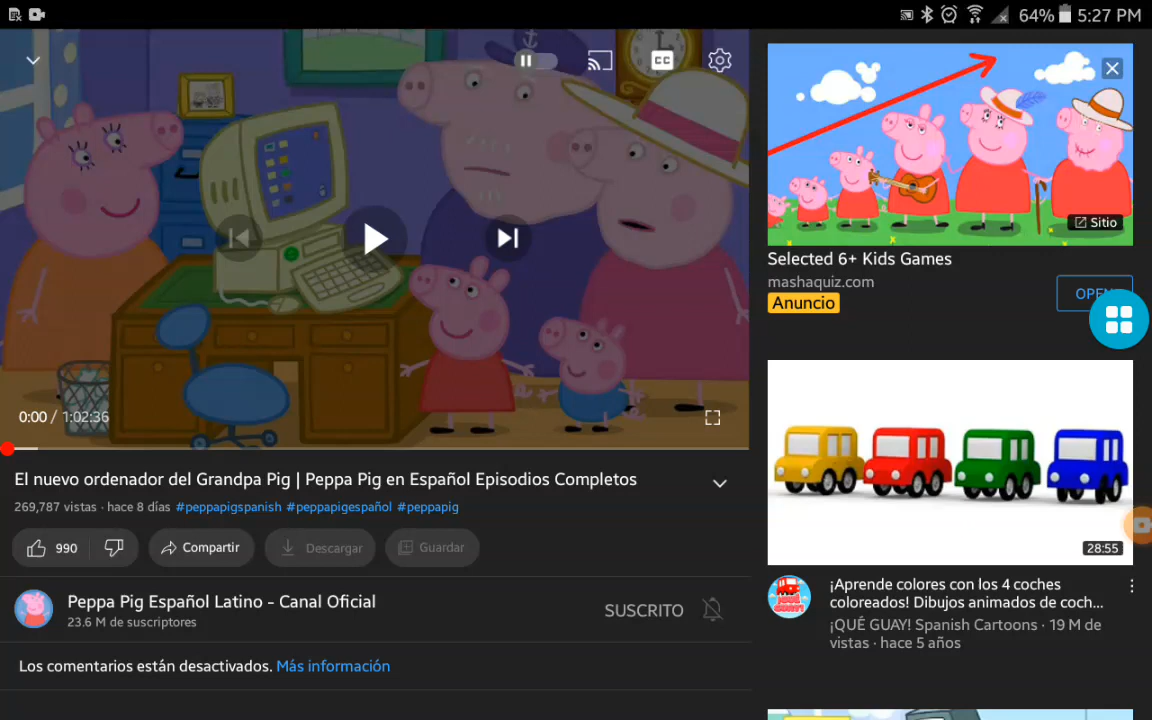 64% 5:27 PM
CC
0:00 / 1:02:36
El nuevo ordenador del Grandpa Pig | Peppa Pig en Español Episodios Completos
269,787 vistas · hace 8 días #peppapigspanish #peppapigespañol #peppapig
990
Compartir
Descargar
Guardar
Peppa Pig Español Latino - Canal Oficial
23.6 M de suscriptores
SUSCRITO
Los comentarios están desactivados. Más información
Sitio
Selected 6+ Kids Games
mashaquiz.com
Anuncio
OPEN
28:55
¡Aprende colores con los 4 coches
coloreados! Dibujos animados de coch...
¡QUÉ GUAY! Spanish Cartoons · 19 M de
vistas · hace 5 años